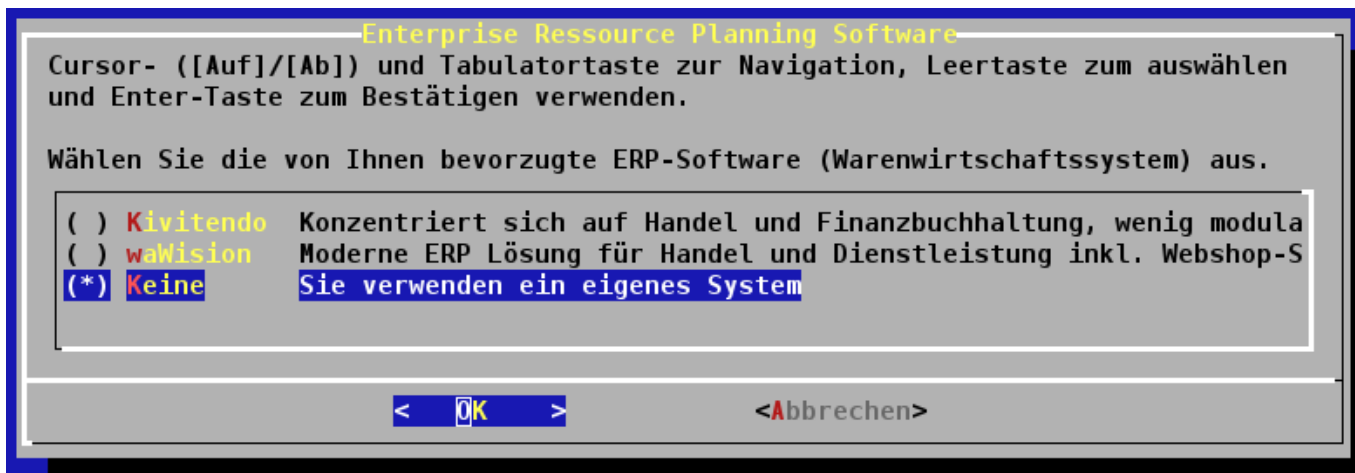 Enterprise Ressource Planning Software
Cursor- ([Auf]/[Ab]) und Tabulatortaste zur Navigation, Leertaste zum auswählen
und Enter-Taste zum Bestätigen verwenden.
Wählen Sie die von Ihnen bevorzugte ERP-Software (Warenwirtschaftssystem) aus.
( ) Kivitendo Konzentriert sich auf Handel und Finanzbuchhaltung, wenig modula
( ) waWision Moderne ERP Lösung für Handel und Dienstleistung inkl. Webshop-S
(*) Keine Sie verwenden ein eigenes System
< OK > <Abbrechen>